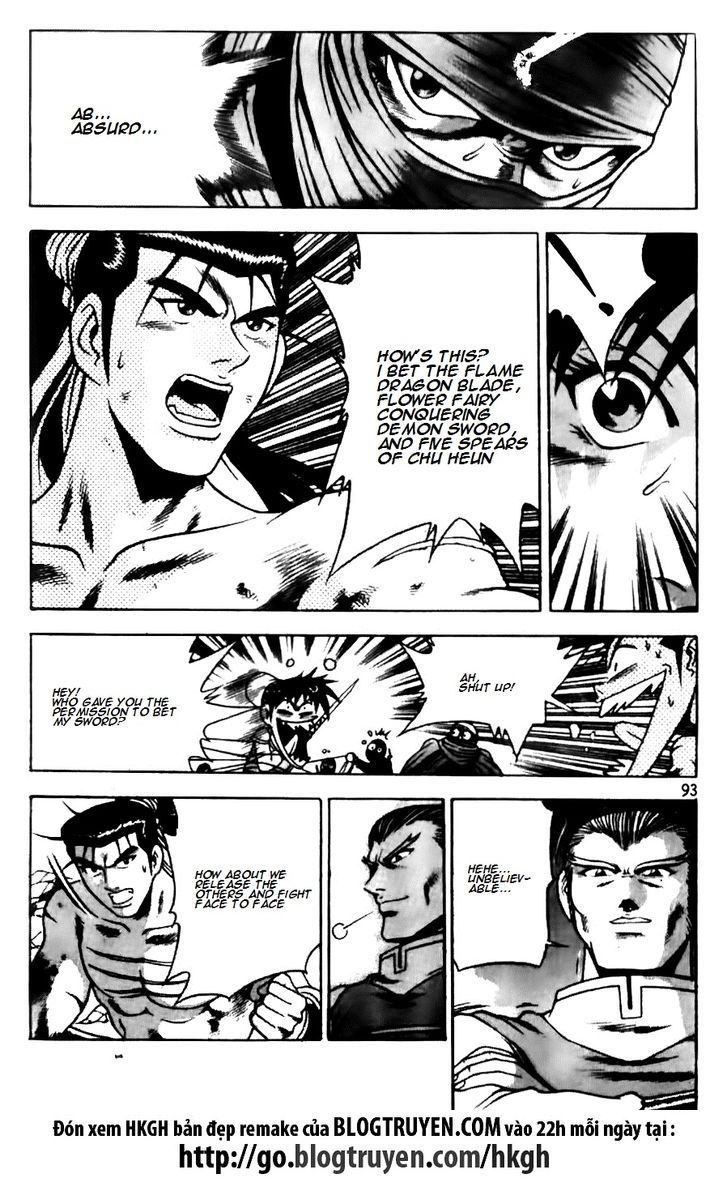 AB...
ABSURD...
HOW'S THIS?
I BET THE FLAME
DRAGON BLADE,
FLOWER FAIRY
CONQUERING
DEMON SWORD,
AND FIVE SPEARS
OF CHU HEUN
HEY!
WHO GAVE YOU THE
PERMISSION TO BET
MY SWORD?
AH,
SHUT UP!
93
HOW ABOUT WE
RELEASE THE
OTHERS AND FIGHT
FACE TO FACE
HEHE...
UNBELIEV-
ABLE...
Đón xem HKGH bản đẹp remake của BLOGTRUYEN.COM vào 22h mỗi ngày tại :
http://go.blogtruyen.com/hkgh